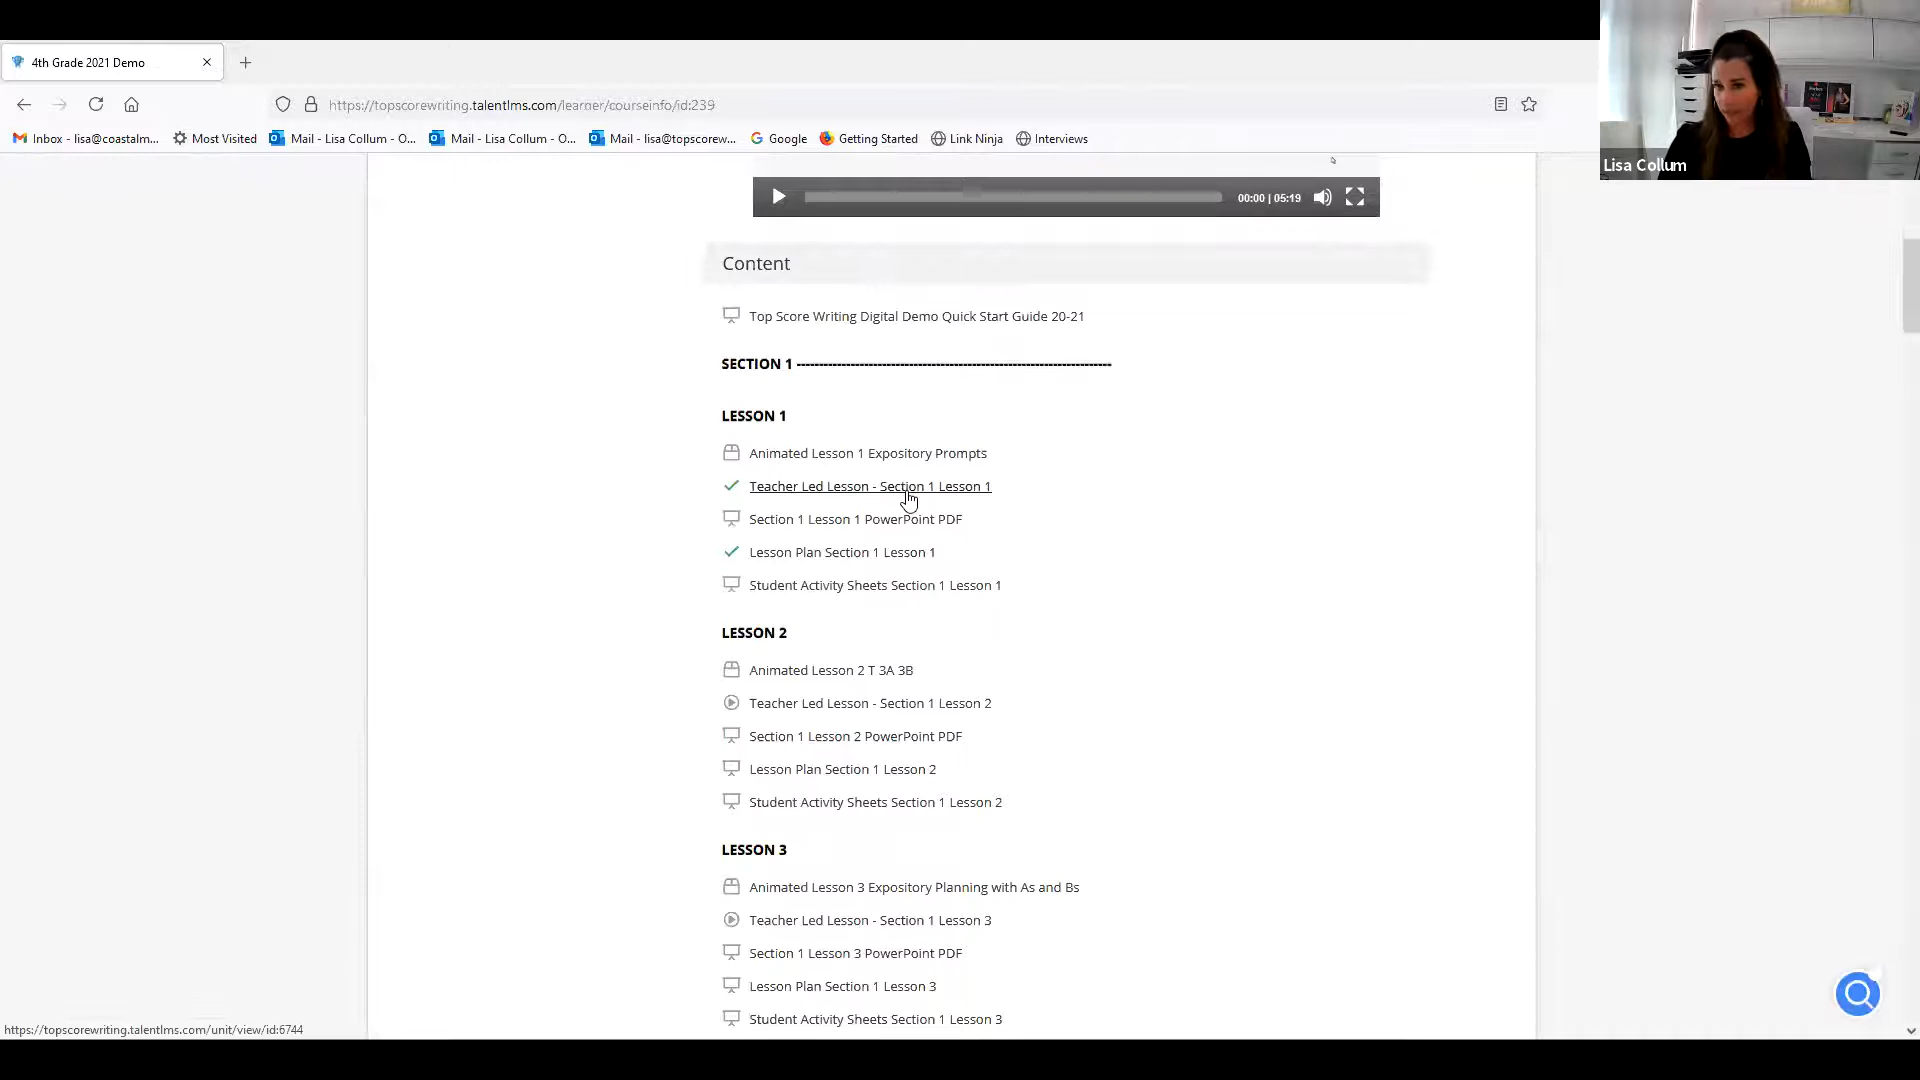 4th Grade 2021 Demo
https://topscorewriting.talentlms.com/learner/courseinfo/id:239
Inbox - lisa@coastalm... Most Visited Mail - Lisa Collum - O... Mail - Lisa Collum - O... Mail - lisa@topscorew... Google Getting Started Link Ninja Interviews
Lisa Collum
00:00 | 05:19
Content
Top Score Writing Digital Demo Quick Start Guide 20-21
SECTION 1 --------------------------------------------------------------------
LESSON 1
Animated Lesson 1 Expository Prompts
Teacher Led Lesson - Section 1 Lesson 1
Section 1 Lesson 1 PowerPoint PDF
Lesson Plan Section 1 Lesson 1
Student Activity Sheets Section 1 Lesson 1
LESSON 2
Animated Lesson 2 T 3A 3B
Teacher Led Lesson - Section 1 Lesson 2
Section 1 Lesson 2 PowerPoint PDF
Lesson Plan Section 1 Lesson 2
Student Activity Sheets Section 1 Lesson 2
LESSON 3
Animated Lesson 3 Expository Planning with As and Bs
Teacher Led Lesson - Section 1 Lesson 3
Section 1 Lesson 3 PowerPoint PDF
Lesson Plan Section 1 Lesson 3
Student Activity Sheets Section 1 Lesson 3
https://topscorewriting.talentlms.com/unit/view/id:6744